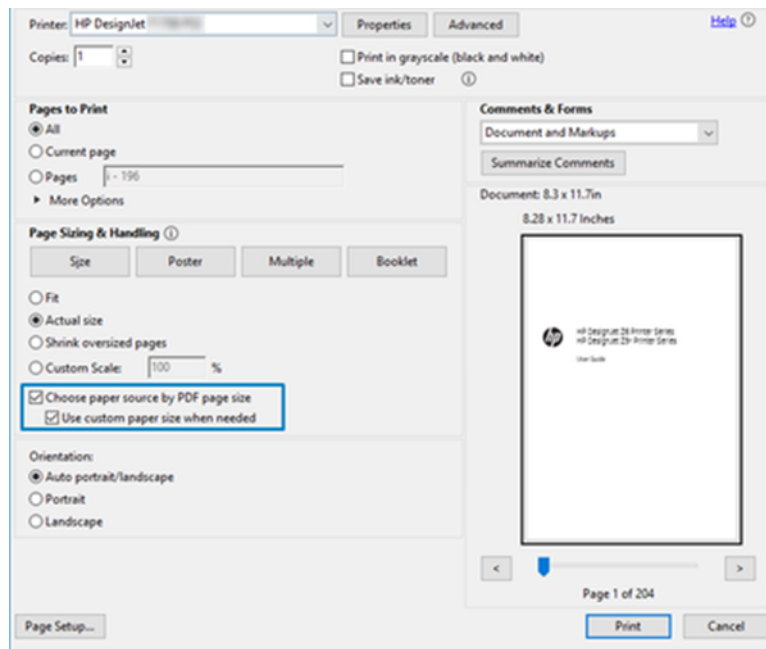 Printer: HP DesignJet
Properties
Advanced
Help
Copies: 1
Print in grayscale (black and white)
Save ink/toner
Pages to Print
All
Current page
Pages i - 196
More Options
Page Sizing & Handling
Size
Poster
Multiple
Booklet
Fit
Actual size
Shrink oversized pages
Custom Scale: 100 %
Choose paper source by PDF page size
Use custom paper size when needed
Orientation:
Auto portrait/landscape
Portrait
Landscape
Comments & Forms
Document and Markups
Summarize Comments
Document: 8.3 x 11.7in
8.28 x 11.7 Inches
hp
HP DesignJet Z6 Printer Series
HP DesignJet Z9+ Printer Series
User Guide
<
>
Page 1 of 204
Page Setup...
Print
Cancel